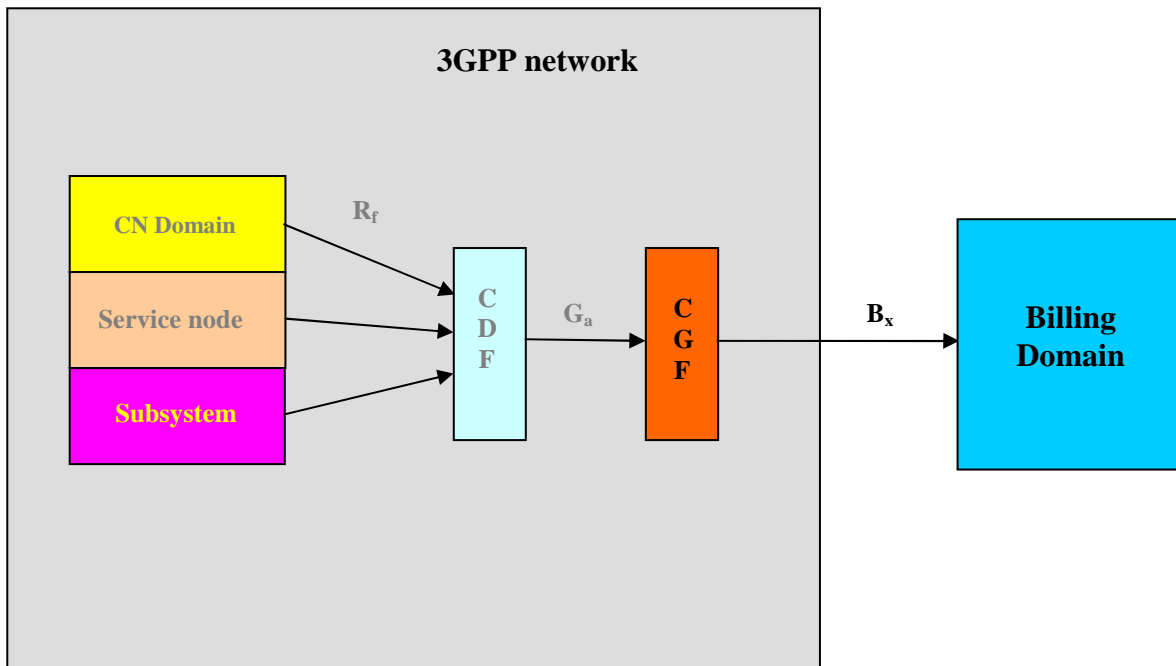 3GPP network
CN Domain
Service node
Subsystem
Rf
C
D
F
Ga
C
G
F
Bx
Billing
Domain